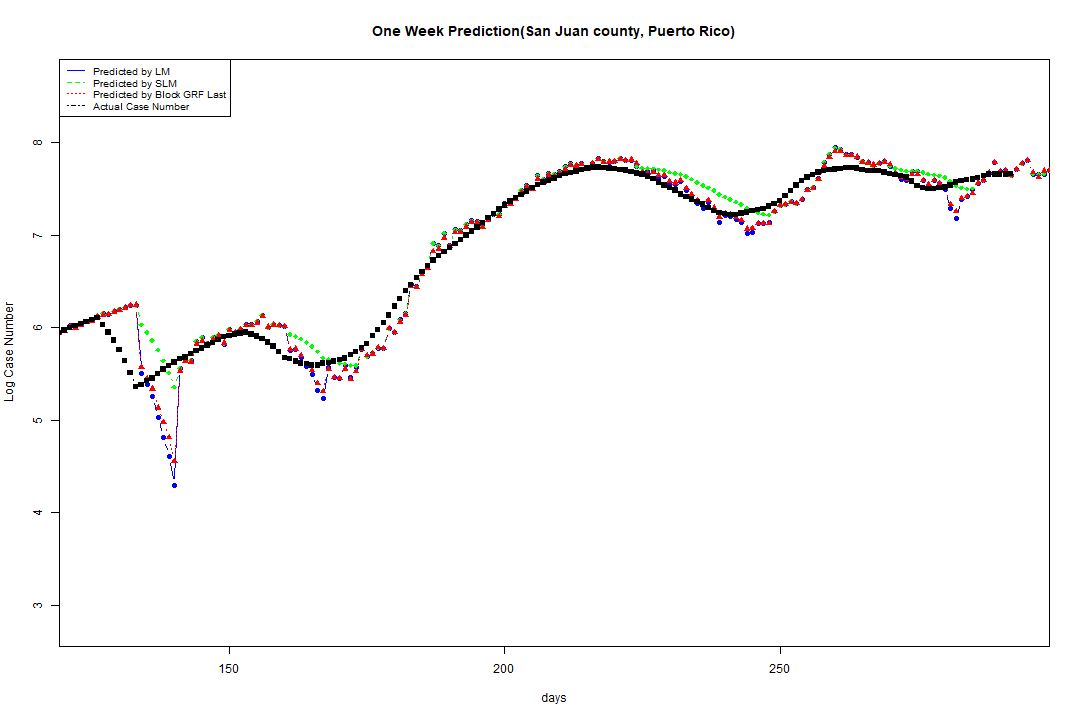 One Week Prediction(San Juan county, Puerto Rico)
Predicted by LM
Predicted by SLM
Predicted by Block GRF Last
Actual Case Number
8
7
6
5
4
3
Log Case Number
150 200 250
days